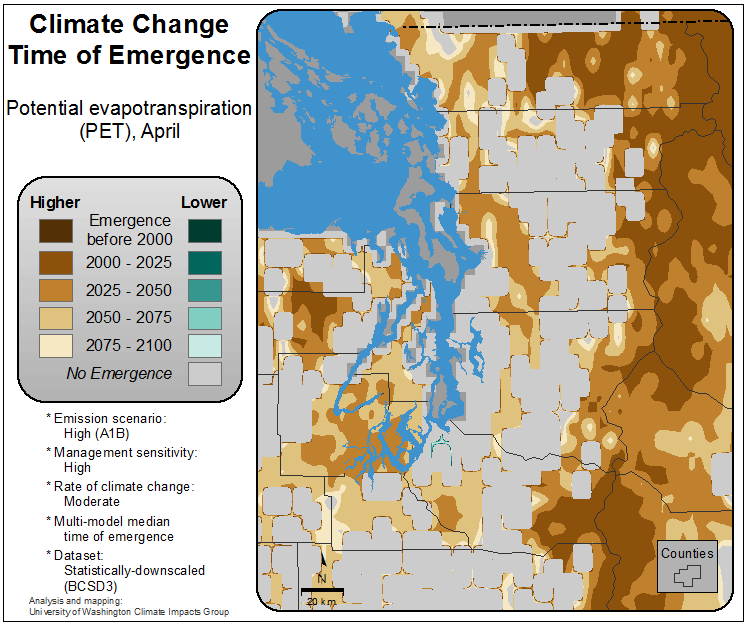 Climate Change
Time of Emergence
Potential evapotranspiration
(PET), April
Higher Lower
Emergence
before 2000
2000 - 2025
2025 - 2050
2050 - 2075
2075 - 2100
No Emergence
* Emission scenario:
High (A1B)
* Management sensitivity:
High
* Rate of climate change:
Moderate
* Multi-model median
time of emergence
* Dataset:
Statistically-downscaled
(BCSD3)
Analysis and mapping:
University of Washington Climate Impacts Group
N
20 km
Counties